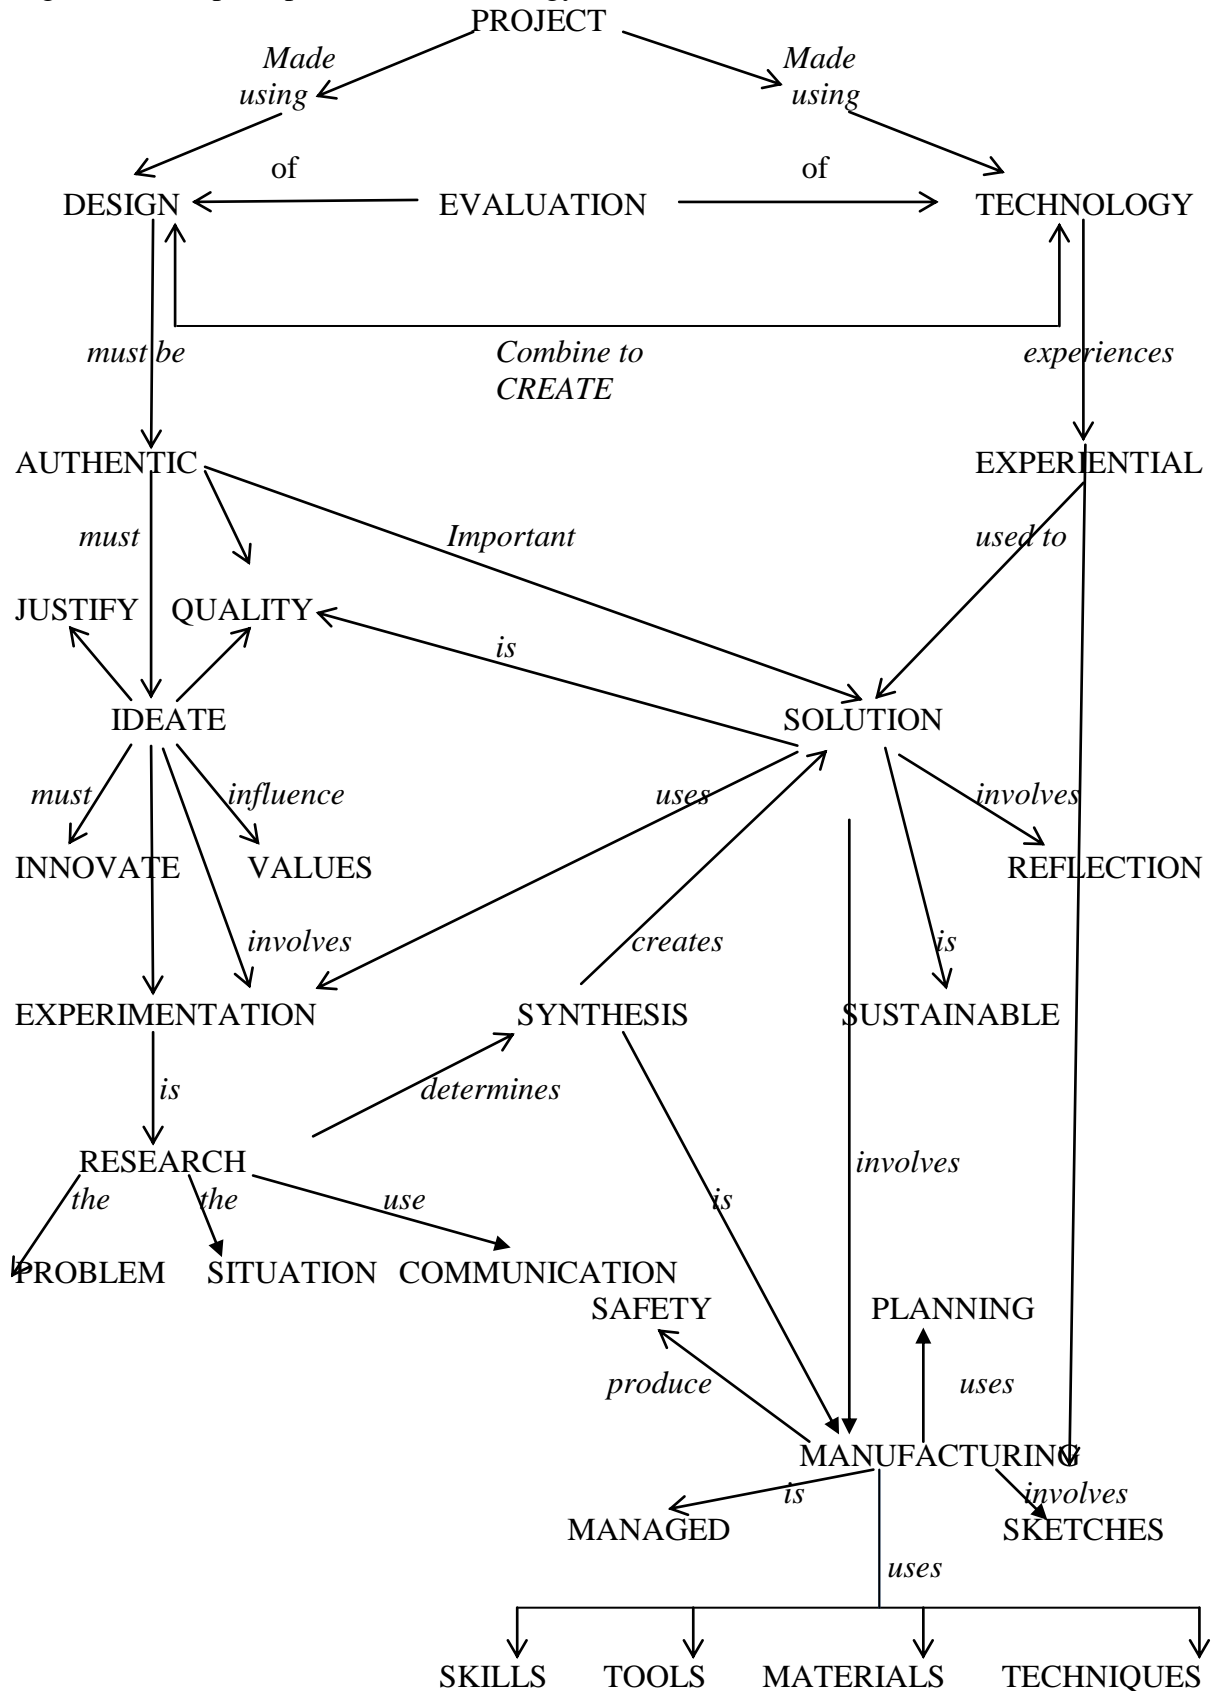 PROJECT
Made Made
using using
of of
DESIGN EVALUATION TECHNOLOGY
must be Combine to experiences
CREATE
AUTHENTIC EXPERIENTIAL
must Important used to
JUSTIFY QUALITY
is
IDEATE SOLUTION
must influence uses involves
INNOVATE VALUES REFLECTION
involves creates is
EXPERIMENTATION SYNTHESIS SUSTAINABLE
is determines
RESEARCH involves
the the use is
PROBLEM SITUATION COMMUNICATION
SAFETY PLANNING
produce uses
MANUFACTURING
is involves
MANAGED SKETCHES
uses
SKILLS TOOLS MATERIALS TECHNIQUES